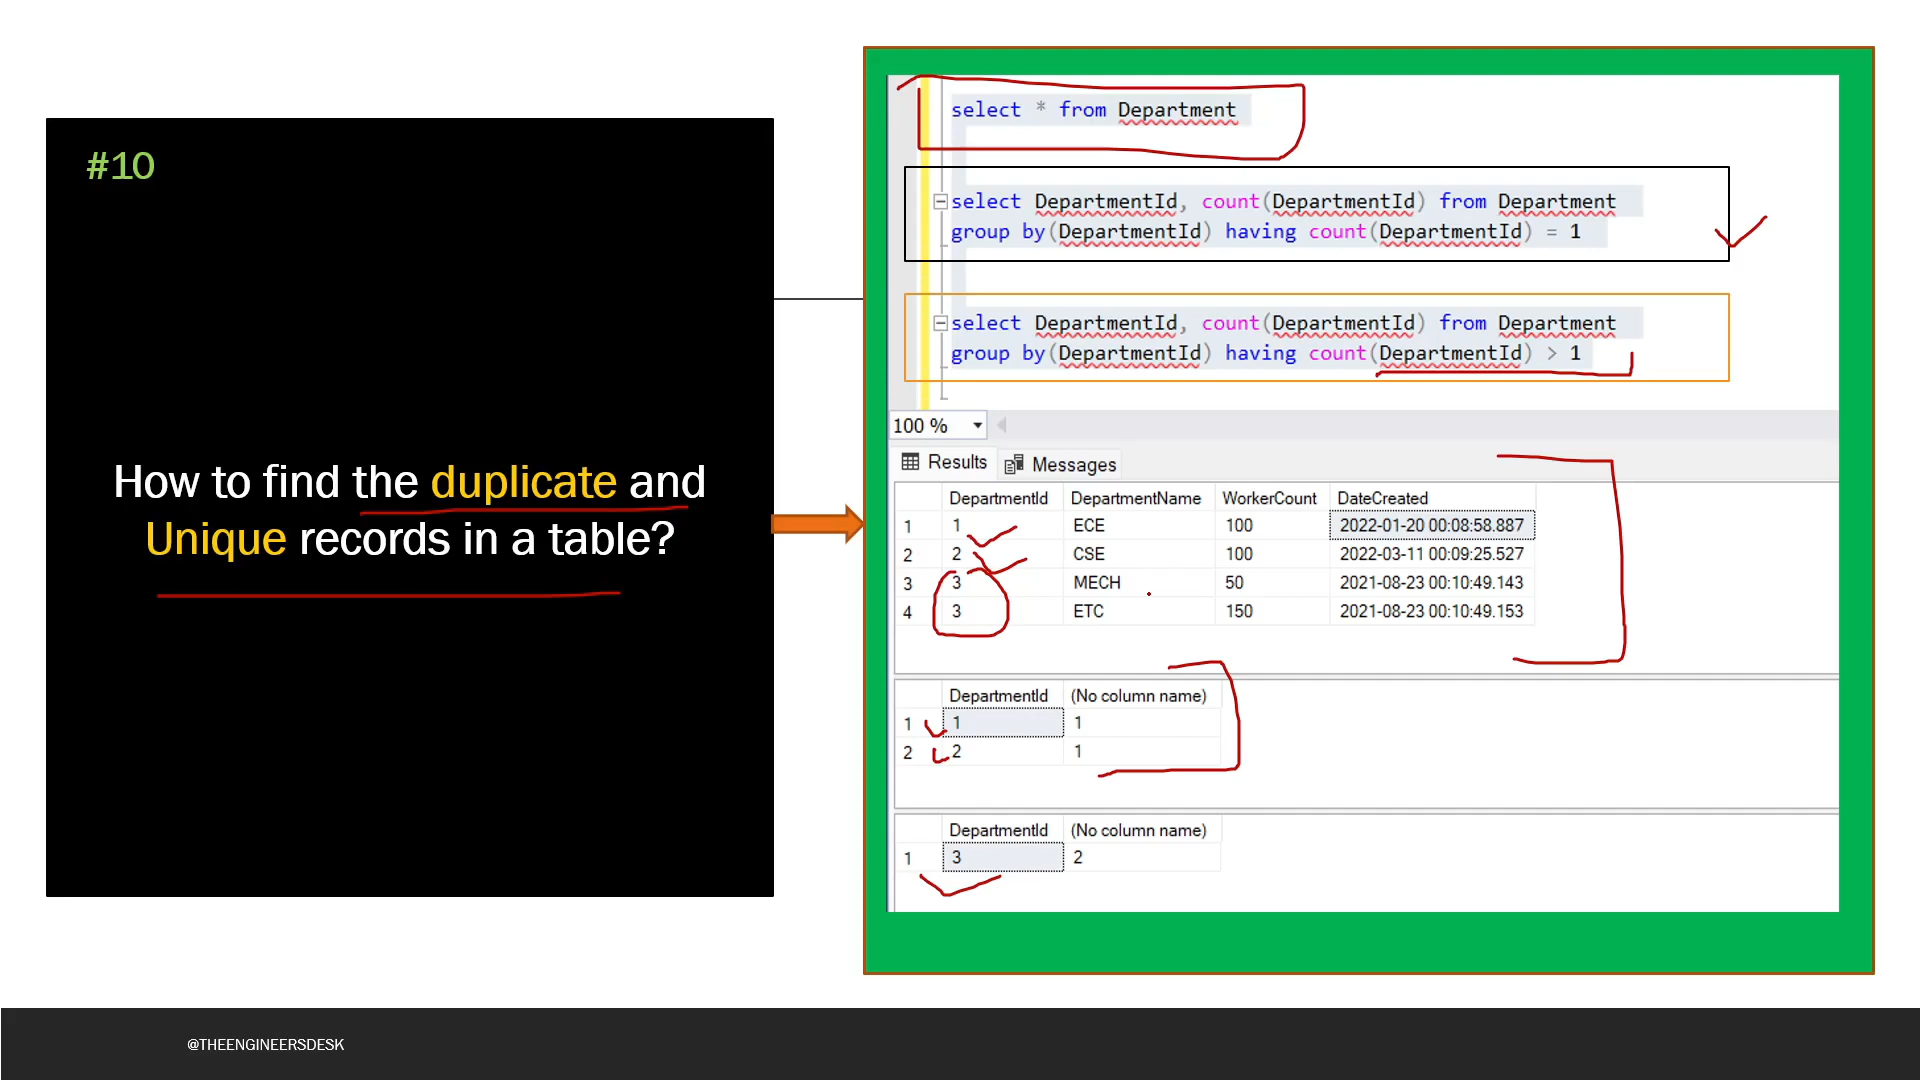 #10
How to find the duplicate and
Unique records in a table?
select * from Department
select DepartmentId, count(DepartmentId) from Department
group by(DepartmentId) having count(DepartmentId) = 1
select DepartmentId, count(DepartmentId) from Department
group by(DepartmentId) having count(DepartmentId) > 1
100 %
Results Messages
DepartmentId DepartmentName WorkerCount DateCreated
1 1 ECE 100 2022-01-20 00:08:58.887
2 2 CSE 100 2022-03-11 00:09:25.527
3 3 MECH 50 2021-08-23 00:10:49.143
4 3 ETC 150 2021-08-23 00:10:49.153
DepartmentId (No column name)
1 1 1
2 2 1
DepartmentId (No column name)
1 3 2
@THEENGINEERSDESK